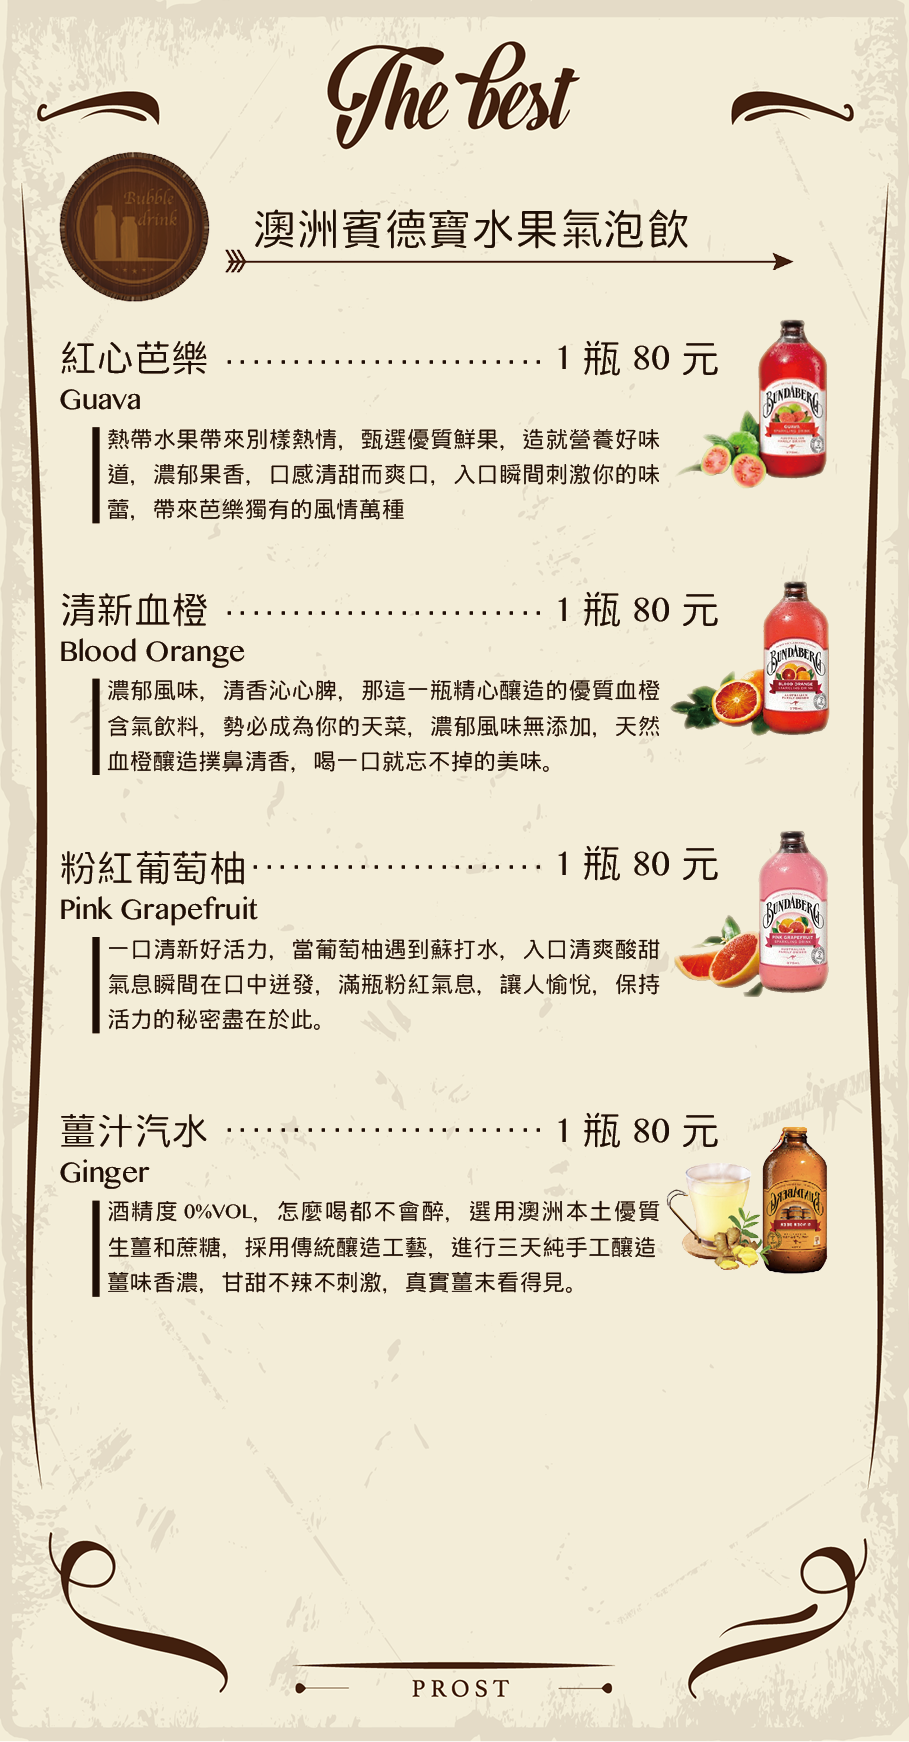 The best
Bubble
drink
澳洲賓德寶水果氣泡飲
紅心芭樂 ........................ 1 瓶 80 元
Guava
熱帶水果帶來別樣熱情，甄選優質鮮果，造就營養好味
道，濃郁果香，口感清甜而爽口，入口瞬間刺激你的味
蕾，帶來芭樂獨有的風情萬種
BUNDABERG
GUAVA
清新血橙 ........................ 1 瓶 80 元
Blood Orange
濃郁風味，清香沁心脾，那這一瓶精心釀造的優質血橙
含氣飲料，勢必成為你的天菜，濃郁風味無添加，天然
血橙釀造撲鼻清香，喝一口就忘不掉的美味。
BUNDABERG
BLOOD ORANGE
粉紅葡萄柚...................... 1 瓶 80 元
Pink Grapefruit
一口清新好活力，當葡萄柚遇到蘇打水，入口清爽酸甜
氣息瞬間在口中迸發，滿瓶粉紅氣息，讓人愉悅，保持
活力的秘密盡在於此。
BUNDABERG
PINK GRAPEFRUIT
薑汁汽水 ........................ 1 瓶 80 元
Ginger
酒精度 0%VOL，怎麼喝都不會醉，選用澳洲本土優質
生薑和蔗糖，採用傳統釀造工藝，進行三天純手工釀造
薑味香濃，甘甜不辣不刺激，真實薑末看得見。
BUNDABERG
PROST